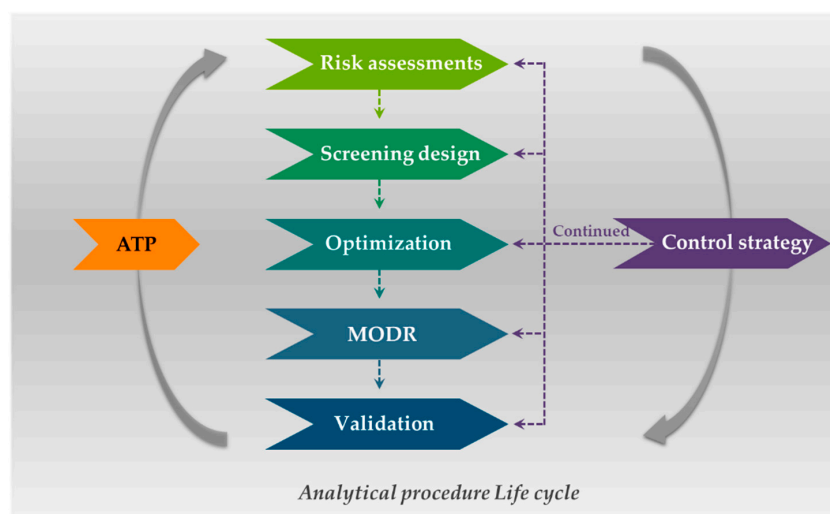 Risk assessments
Screening design
ATP
Optimization
Continued
Control strategy
MODR
Validation
Analytical procedure Life cycle